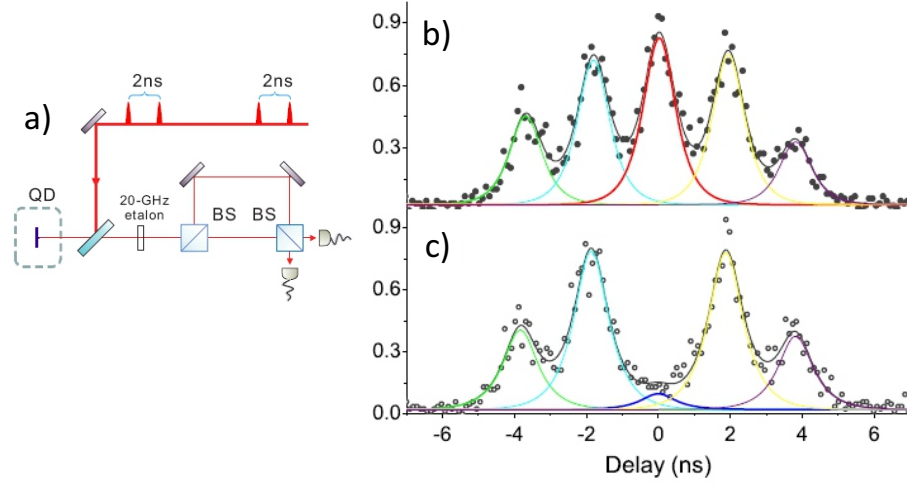 a)
2ns 2ns
QD
20-GHz
etalon
BS BS
b)
0.9
0.6
0.3
c)
0.9
0.6
0.3
0.0
-6 -4 -2 0 2 4 6
Delay (ns)